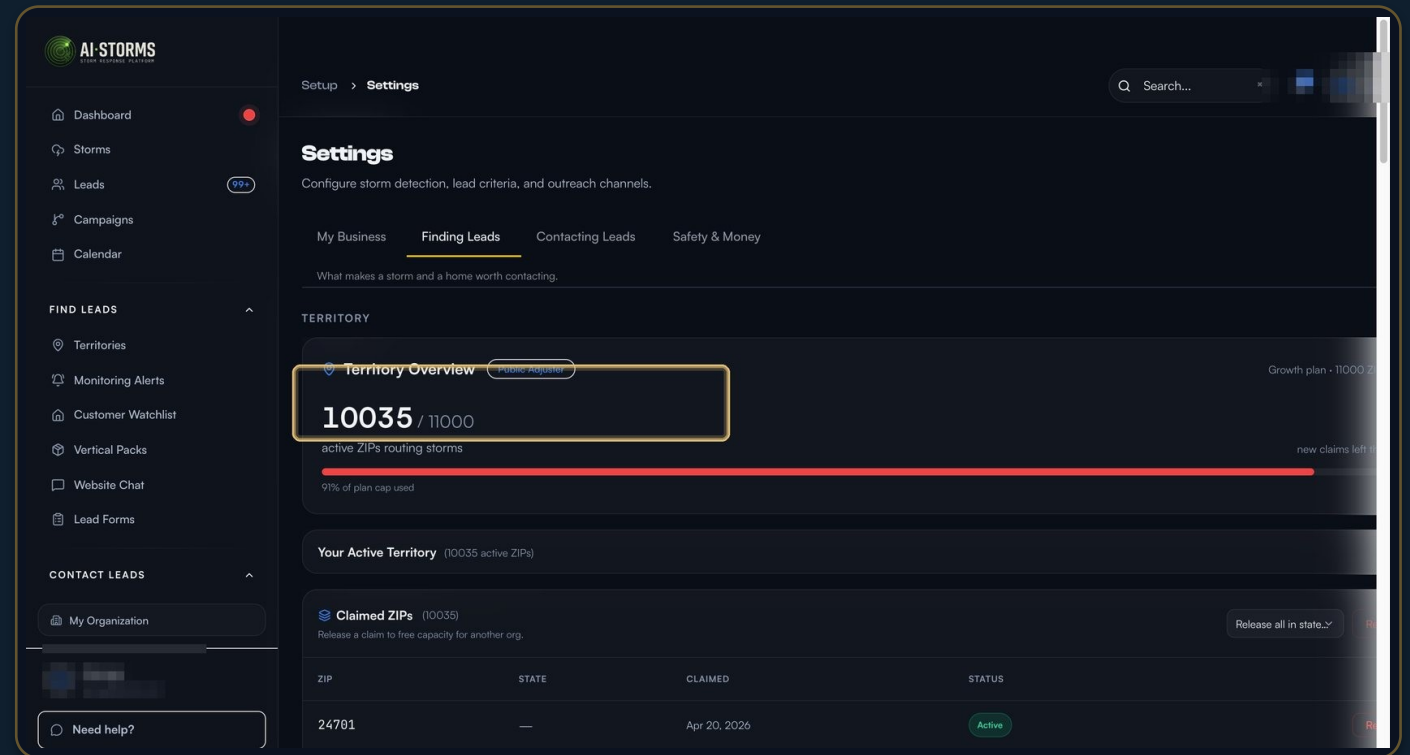 AI·STORMS
STORM RESPONSE PLATFORM
Dashboard
Storms
Leads 99+
Campaigns
Calendar
FIND LEADS
Territories
Monitoring Alerts
Customer Watchlist
Vertical Packs
Website Chat
Lead Forms
CONTACT LEADS
My Organization
Need help?
Setup > Settings
Search...
Settings
Configure storm detection, lead criteria, and outreach channels.
My Business Finding Leads Contacting Leads Safety & Money
What makes a storm and a home worth contacting.
TERRITORY
Territory Overview Public Adjuster
Growth plan · 11000
10035 / 11000
active ZIPs routing storms
new claims left
91% of plan cap used
Your Active Territory (10035 active ZIPs)
Claimed ZIPs (10035)
Release a claim to free capacity for another org.
Release all in state…
ZIP STATE CLAIMED STATUS
24701 — Apr 20, 2026 Active